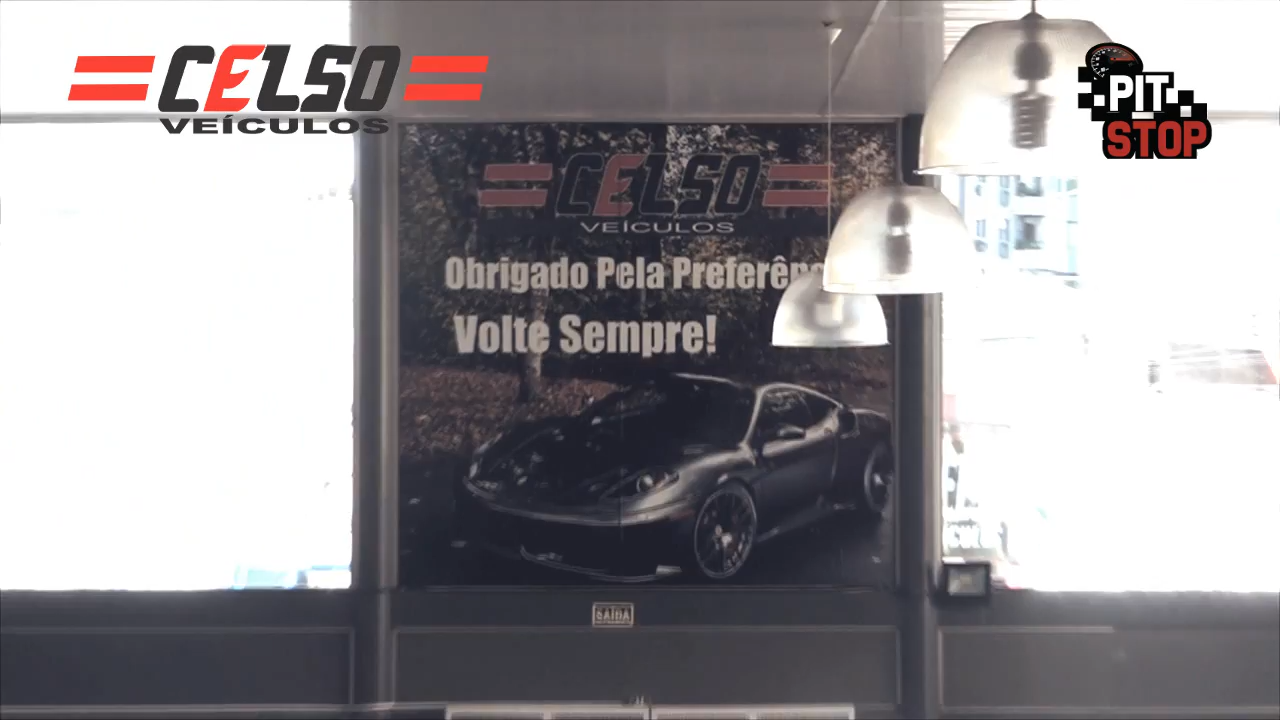 CELSO
VEÍCULOS
PIT
STOP
CELSO
VEÍCULOS
Obrigado Pela
Volte Sempre!
SAÍDA